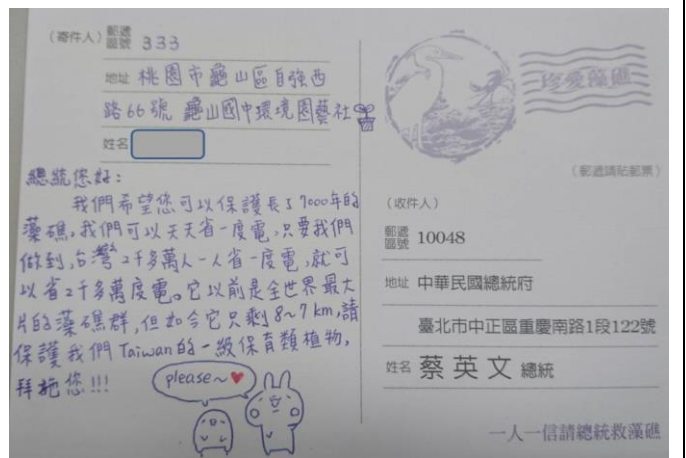 (寄件人) 郵遞區號 333
地址 桃園市龜山區自強西
路66號 龜山國中環境園藝社
姓名
總統您好:
我們希望您可以保護長了7000年的
藻礁,我們可以天天省一度電,只要我們
做到,台灣2千多萬人一人省一度電,就可
以省2千多萬度電。它以前是全世界最大
片的藻礁群,但如今它只剩8~7km,請
保護我們Taiwan的一級保育類植物,
拜託您!!!
please~
珍愛藻礁
(郵遞請貼郵票)
(收件人)
郵遞區號 10048
地址 中華民國總統府
臺北市中正區重慶南路1段122號
姓名 蔡英文 總統
一人一信請總統救藻礁